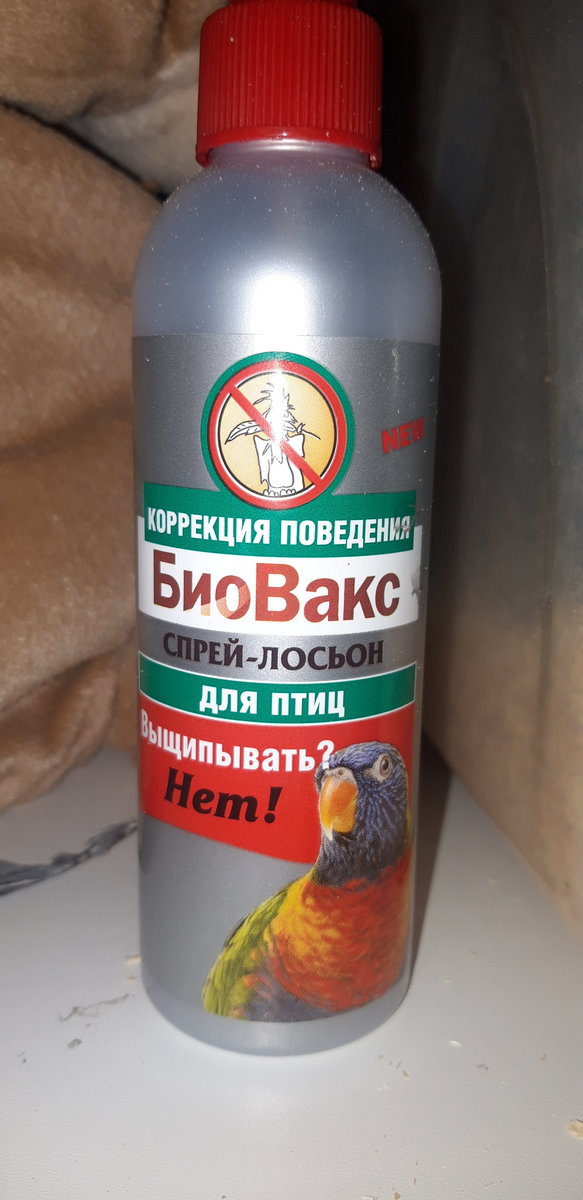 NEW
КОРРЕКЦИЯ ПОВЕДЕНИЯ
БиоВакс
СПРЕЙ-ЛОСЬОН
ДЛЯ ПТИЦ
Выщипывать?
Нет!